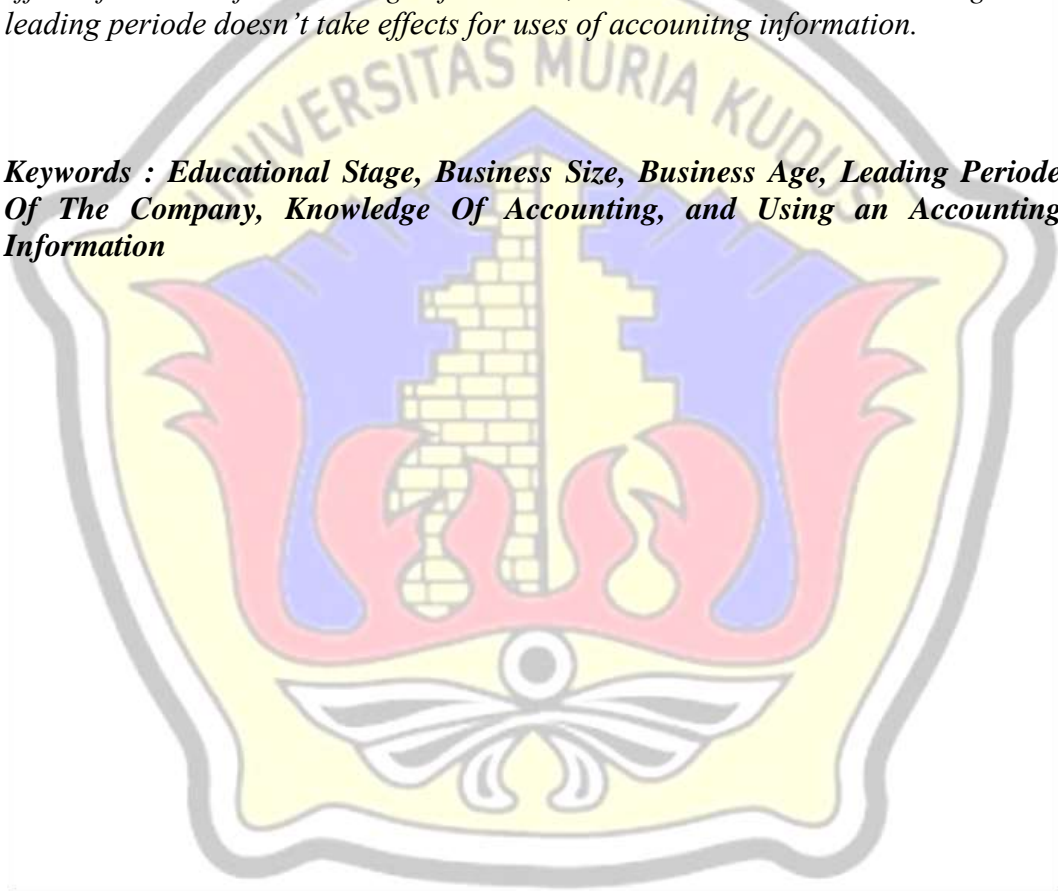 leading periode doesn't take effects for uses of accounitng information.
UNIVERSITAS MURIA KUDUS
Keywords : Educational Stage, Business Size, Business Age, Leading Periode
Of The Company, Knowledge Of Accounting, and Using an Accounting
Information